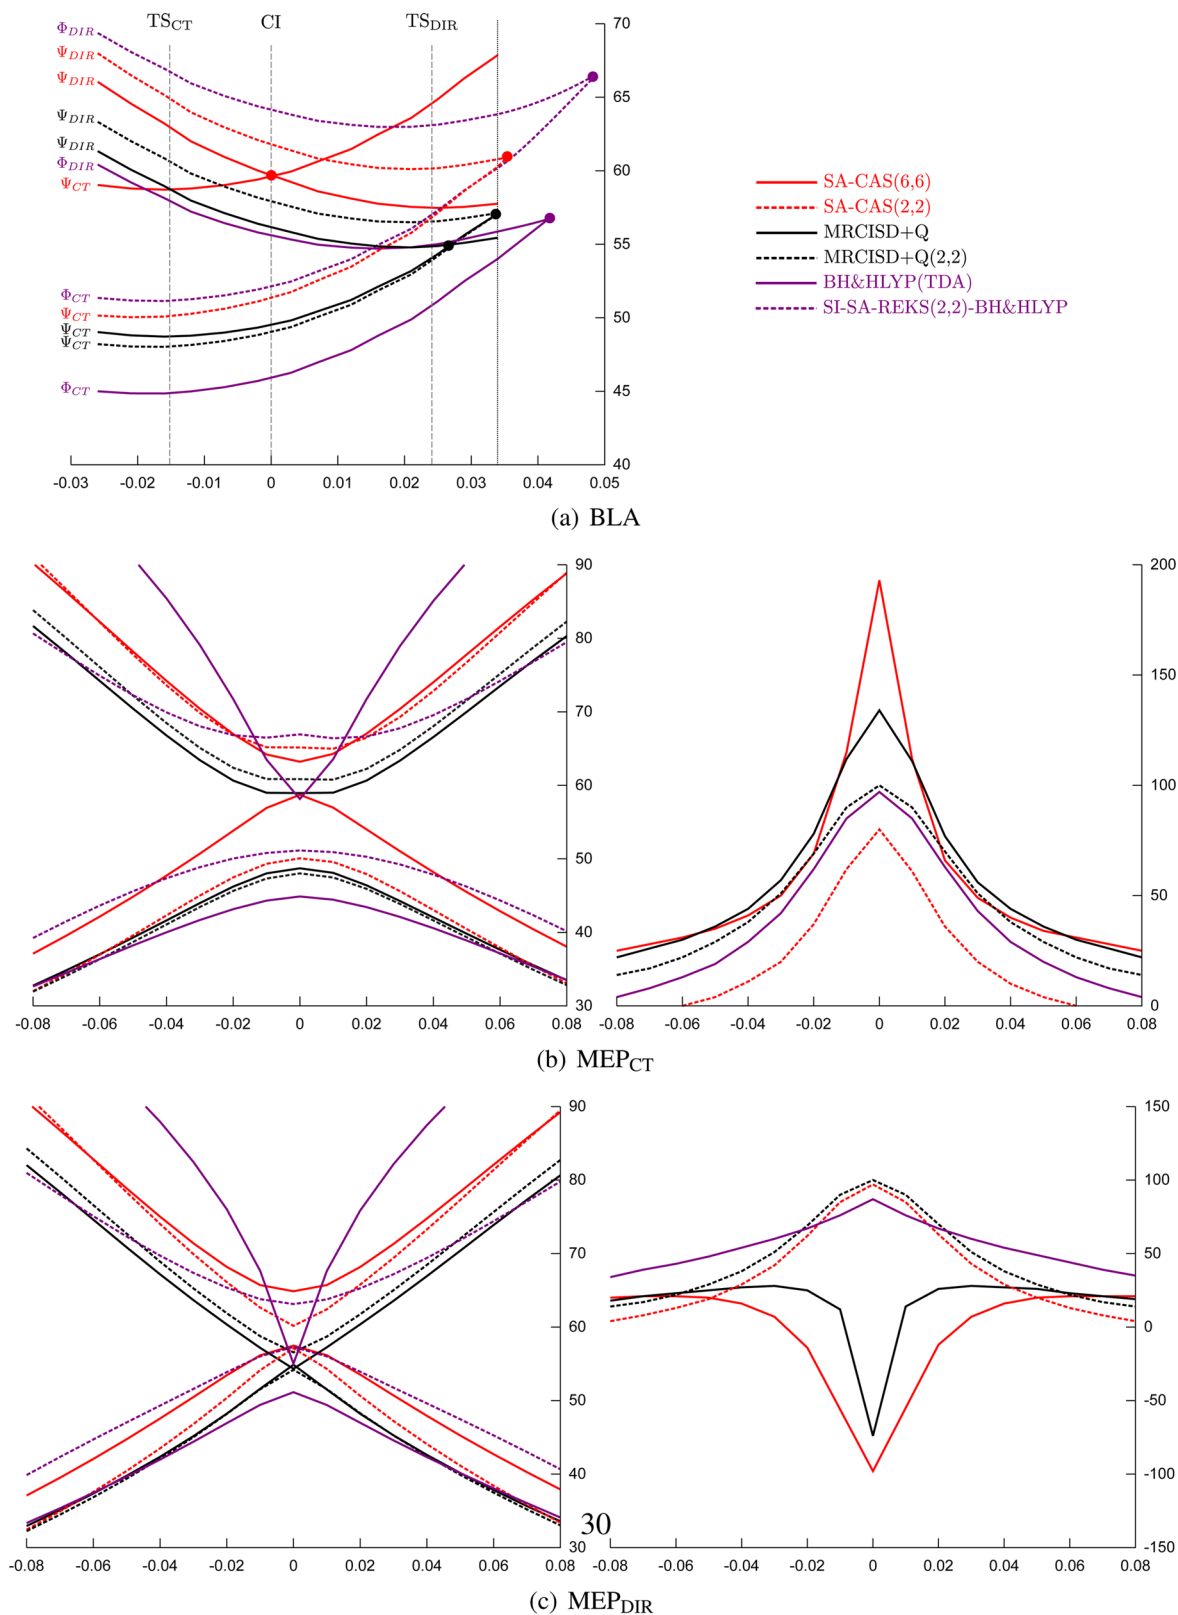 TS_CT CI TS_DIR
Φ_DIR
Ψ_DIR
Ψ_DIR
Ψ_DIR
Ψ_DIR
Φ_DIR
Ψ_CT
Φ_CT
Ψ_CT
Ψ_CT
Ψ_CT
Φ_CT
70
65
60
55
50
45
40
-0.03 -0.02 -0.01 0 0.01 0.02 0.03 0.04 0.05
SA-CAS(6,6)
SA-CAS(2,2)
MRCISD+Q
MRCISD+Q(2,2)
BH&HLYP(TDA)
SI-SA-REKS(2,2)-BH&HLYP
(a) BLA
90
80
70
60
50
40
30
-0.08 -0.06 -0.04 -0.02 0 0.02 0.04 0.06 0.08
200
150
100
50
0
-0.08 -0.06 -0.04 -0.02 0 0.02 0.04 0.06 0.08
(b) MEP_CT
90
80
70
60
50
40
30
-0.08 -0.06 -0.04 -0.02 0 0.02 0.04 0.06 0.08
150
100
50
0
-50
-100
-150
-0.08 -0.06 -0.04 -0.02 0 0.02 0.04 0.06 0.08
30
(c) MEP_DIR